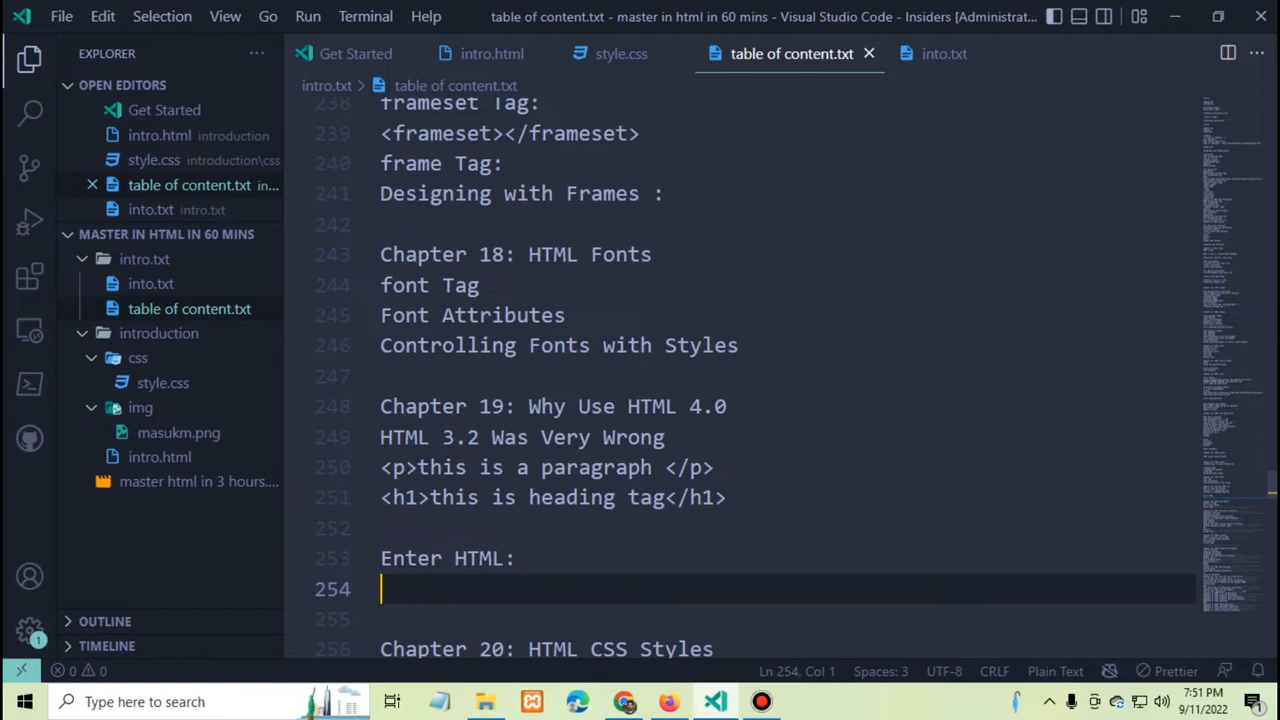 File Edit Selection View Go Run Terminal Help table of content.txt - master in html in 60 mins - Visual Studio Code - Insiders [Administrat...
EXPLORER
OPEN EDITORS
Get Started
intro.html introduction
style.css introduction\css
table of content.txt in...
into.txt intro.txt
MASTER IN HTML IN 60 MINS
intro.txt
into.txt
table of content.txt
introduction
css
style.css
img
masukm.png
intro.html
master html in 3 hours....
OUTLINE
TIMELINE
Get Started intro.html style.css table of content.txt into.txt
intro.txt > table of content.txt
238 frameset Tag:
239 <frameset></frameset>
240 frame Tag:
241 Designing with Frames :
242
243 Chapter 18: HTML Fonts
244 font Tag
245 Font Attributes
246 Controlling Fonts with Styles
247
248 Chapter 19: Why Use HTML 4.0
249 HTML 3.2 Was Very Wrong
250 <p>this is a paragraph </p>
251 <h1>this is heading tag</h1>
252
253 Enter HTML.
254
255
256 Chapter 20: HTML CSS Styles
1
0 0 Ln 254, Col 1 Spaces: 3 UTF-8 CRLF Plain Text Prettier
Type here to search
7:51 PM
9/11/2022
1